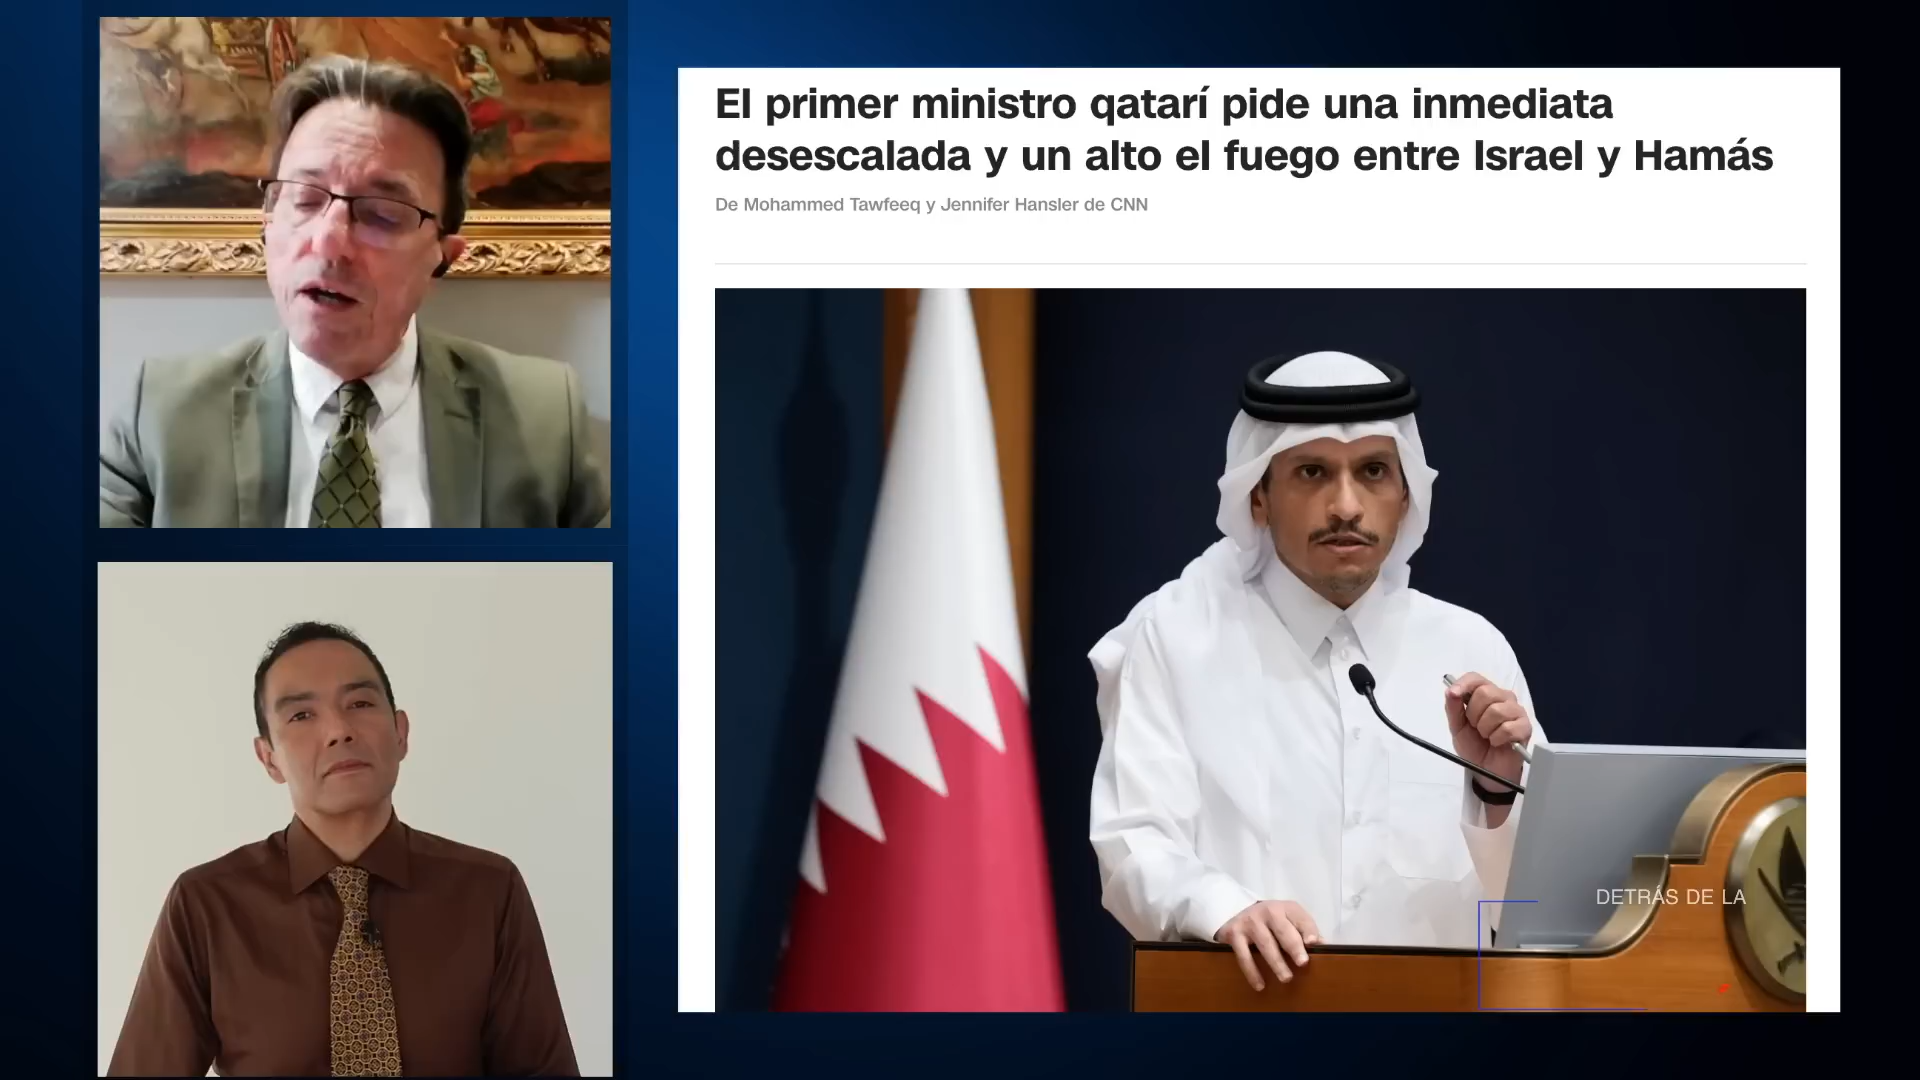 El primer ministro qatarí pide una inmediata
desescalada y un alto el fuego entre Israel y Hamás
De Mohammed Tawfeeq y Jennifer Hansler de CNN
DETRÁS DE LA